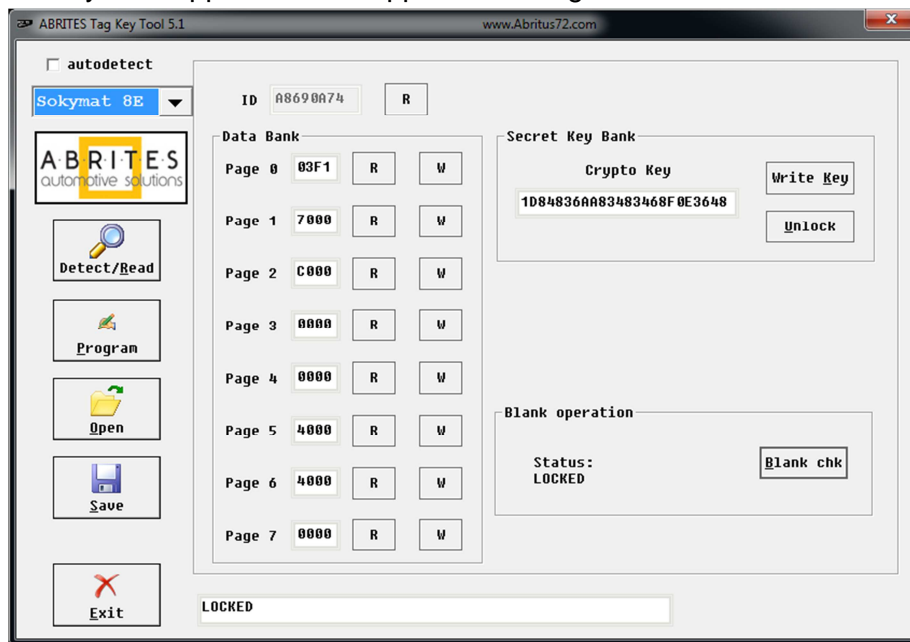 ABRITES Tag Key Tool 5.1
www.Abritus72.com
autodetect
Sokymat 8E
ABRITES
automotive solutions
Detect/Read
Program
Open
Save
Exit
ID A8690A74 R
Data Bank
Page 0 03F1 R W
Page 1 7000 R W
Page 2 C000 R W
Page 3 0000 R W
Page 4 0000 R W
Page 5 4000 R W
Page 6 4000 R W
Page 7 0000 R W
Secret Key Bank
Crypto Key
1D84836AA83483468F0E3648
Write Key
Unlock
Blank operation
Status:
LOCKED
Blank chk
LOCKED